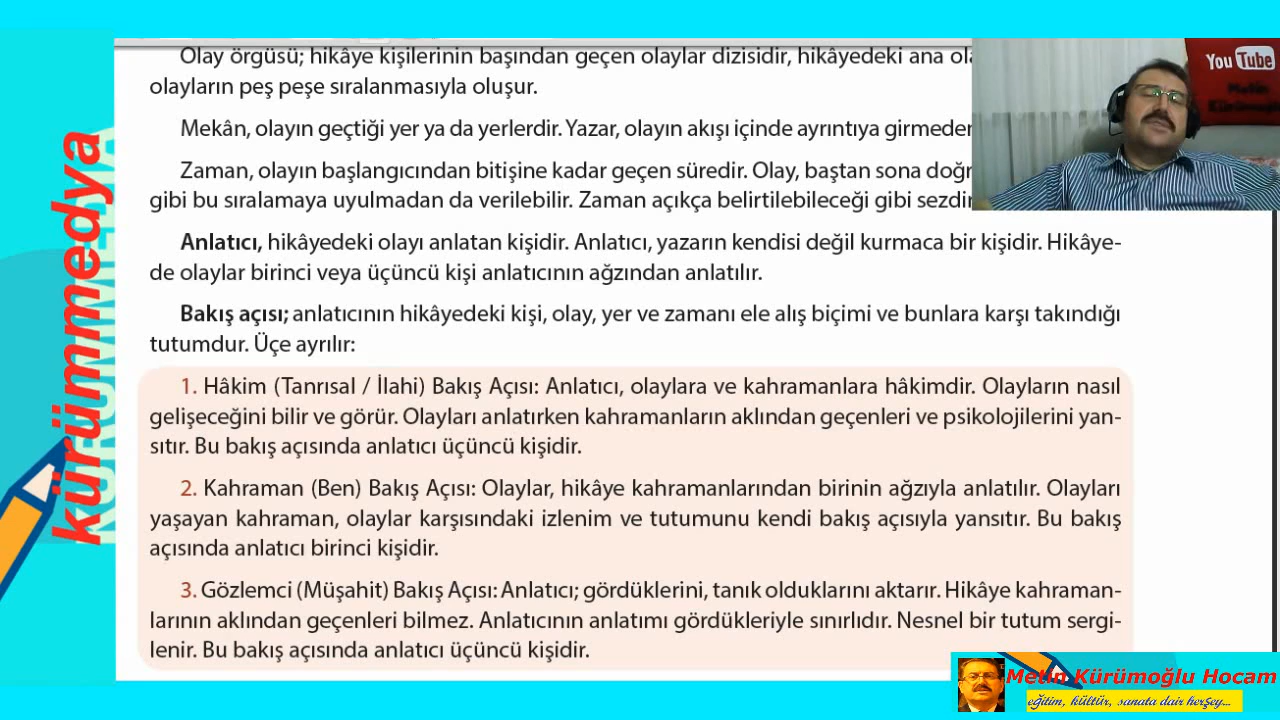 Olay örgüsü; hikâye kişilerinin başından geçen olaylar dizisidir, hikâyedeki ana
olayların peş peşe sıralanmasıyla oluşur.
Mekân, olayın geçtiği yer ya da yerlerdir. Yazar, olayın akışı içinde ayrıntıya
Zaman, olayın başlangıcından bitişine kadar geçen süredir. Olay, baştan sona
gibi bu sıralamaya uyulmadan da verilebilir. Zaman açıkça belirtilebileceği gibi
Anlatıcı, hikâyedeki olayı anlatan kişidir. Anlatıcı, yazarın kendisi değil kurmaca bir kişidir. Hikâye-
de olaylar birinci veya üçüncü kişi anlatıcının ağzından anlatılır.
Bakış açısı; anlatıcının hikâyedeki kişi, olay, yer ve zamanı ele alış biçimi ve bunlara karşı takındığı
tutumdur. Üçe ayrılır:
1. Hâkim (Tanrısal / İlahi) Bakış Açısı: Anlatıcı, olaylara ve kahramanlara hâkimdir. Olayların nasıl
gelişeceğini bilir ve görür. Olayları anlatırken kahramanların aklından geçenleri ve psikolojilerini yan-
sıtır. Bu bakış açısında anlatıcı üçüncü kişidir.
2. Kahraman (Ben) Bakış Açısı: Olaylar, hikâye kahramanlarından birinin ağzıyla anlatılır. Olayları
yaşayan kahraman, olaylar karşısındaki izlenim ve tutumunu kendi bakış açısıyla yansıtır. Bu bakış
açısında anlatıcı birinci kişidir.
3. Gözlemci (Müşahit) Bakış Açısı: Anlatıcı; gördüklerini, tanık olduklarını aktarır. Hikâye kahraman-
larının aklından geçenleri bilmez. Anlatıcının anlatımı gördükleriyle sınırlıdır. Nesnel bir tutum sergi-
lenir. Bu bakış açısında anlatıcı üçüncü kişidir.
kürümmedya
You Tube
Metin
Metin Kürümoğlu Hocam
eğitim, kültür, sanata dair herşey...